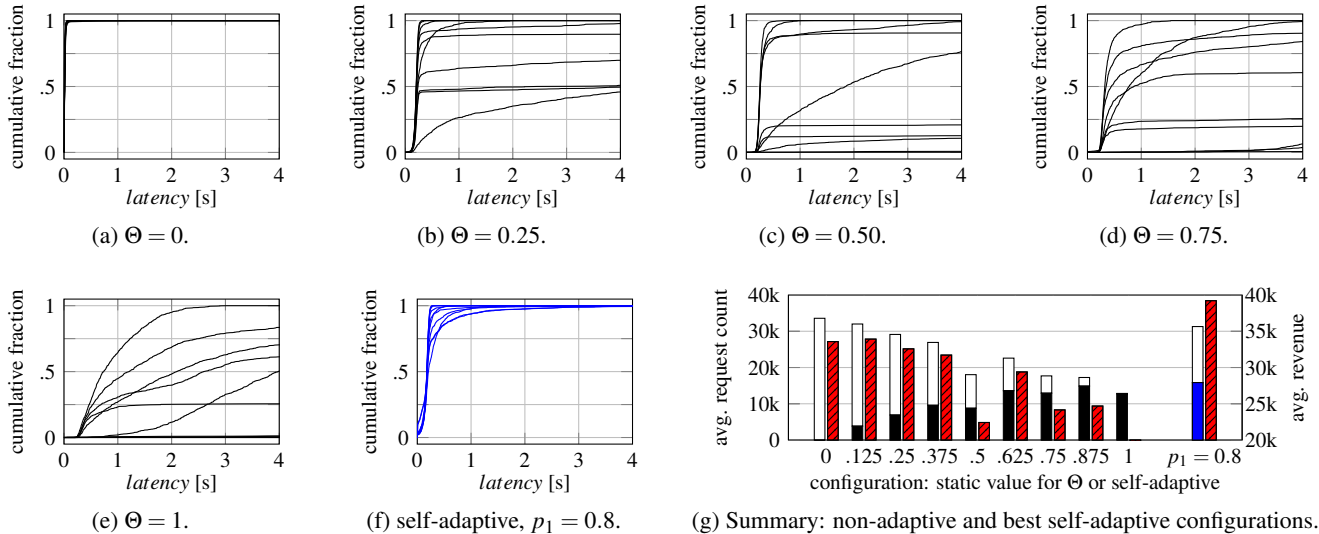 cumulative fraction
1
.5
0
0 1 2 3 4
latency [s]
(a) Θ = 0.
cumulative fraction
1
.5
0
0 1 2 3 4
latency [s]
(b) Θ = 0.25.
cumulative fraction
1
.5
0
0 1 2 3 4
latency [s]
(c) Θ = 0.50.
cumulative fraction
1
.5
0
0 1 2 3 4
latency [s]
(d) Θ = 0.75.
cumulative fraction
1
.5
0
0 1 2 3 4
latency [s]
(e) Θ = 1.
cumulative fraction
1
.5
0
0 1 2 3 4
latency [s]
(f) self-adaptive, p₁ = 0.8.
avg. request count
40k
30k
20k
10k
0
40k
35k
30k
25k
20k
avg. revenue
0 .125 .25 .375 .5 .625 .75 .875 1 p₁ = 0.8
configuration: static value for Θ or self-adaptive
(g) Summary: non-adaptive and best self-adaptive configurations.